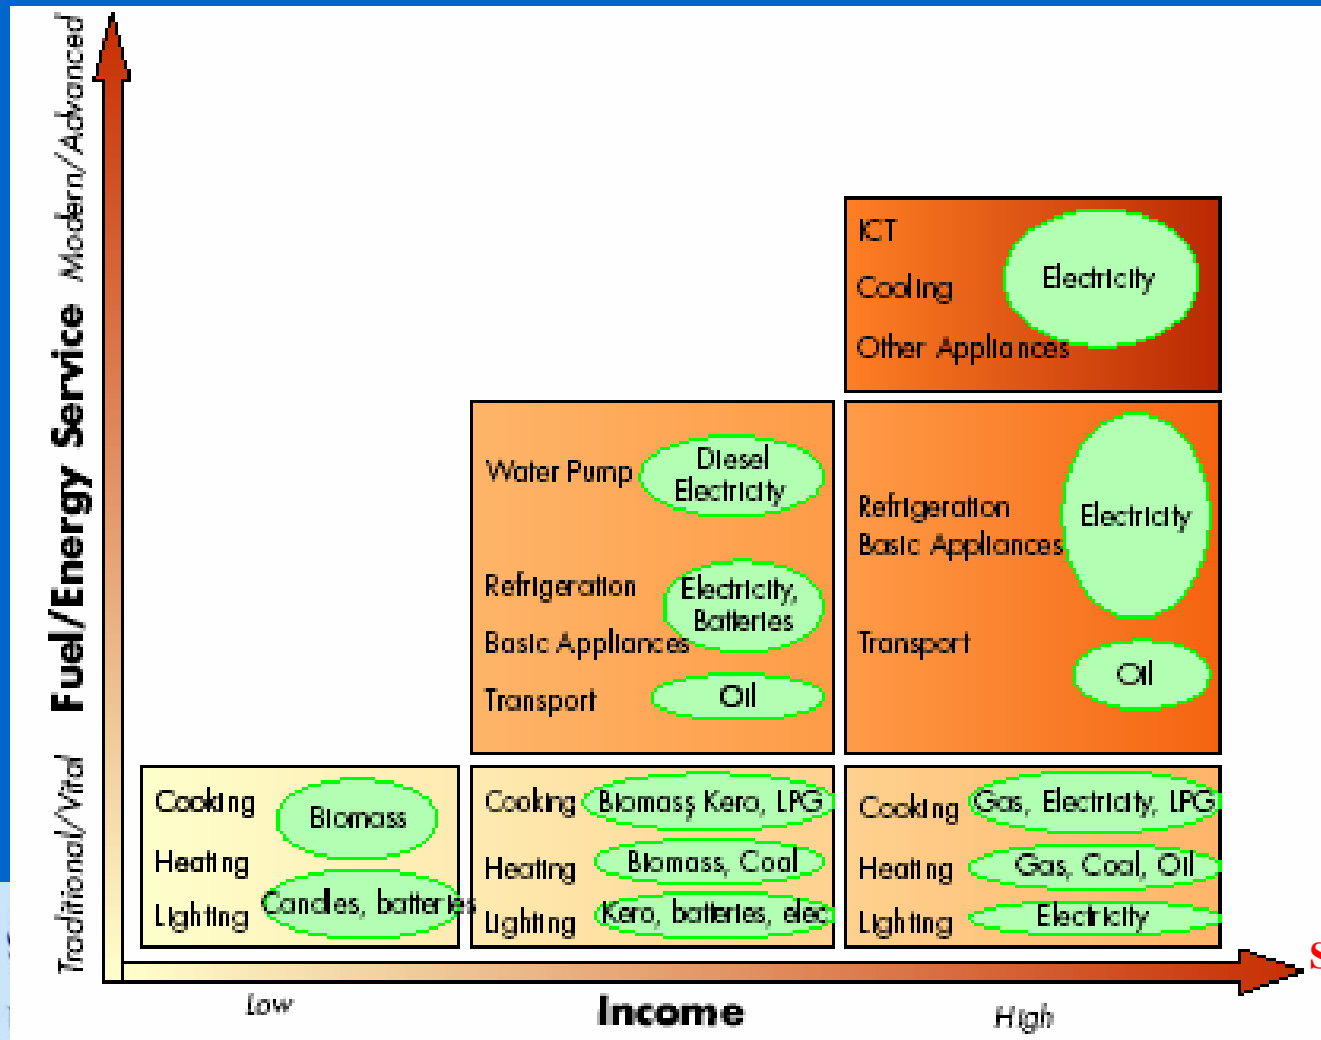 Fuel/Energy Service
Modern/Advanced
Traditional/Vital
ICT
Cooling
Other Appliances
Electricity
Water Pump
Diesel
Electricity
Refrigeration
Basic Appliances
Electricity,
Batteries
Transport
Oil
Refrigeration
Basic Appliances
Electricity
Transport
Oil
Cooking
Biomass
Heating
Lighting
Candles, batteries
Cooking
Biomass, Kero, LPG
Heating
Biomass, Coal
Lighting
Kero, batteries, elec
Cooking
Gas, Electricity, LPG
Heating
Gas, Coal, Oil
Lighting
Electricity
Low
Income
High
S